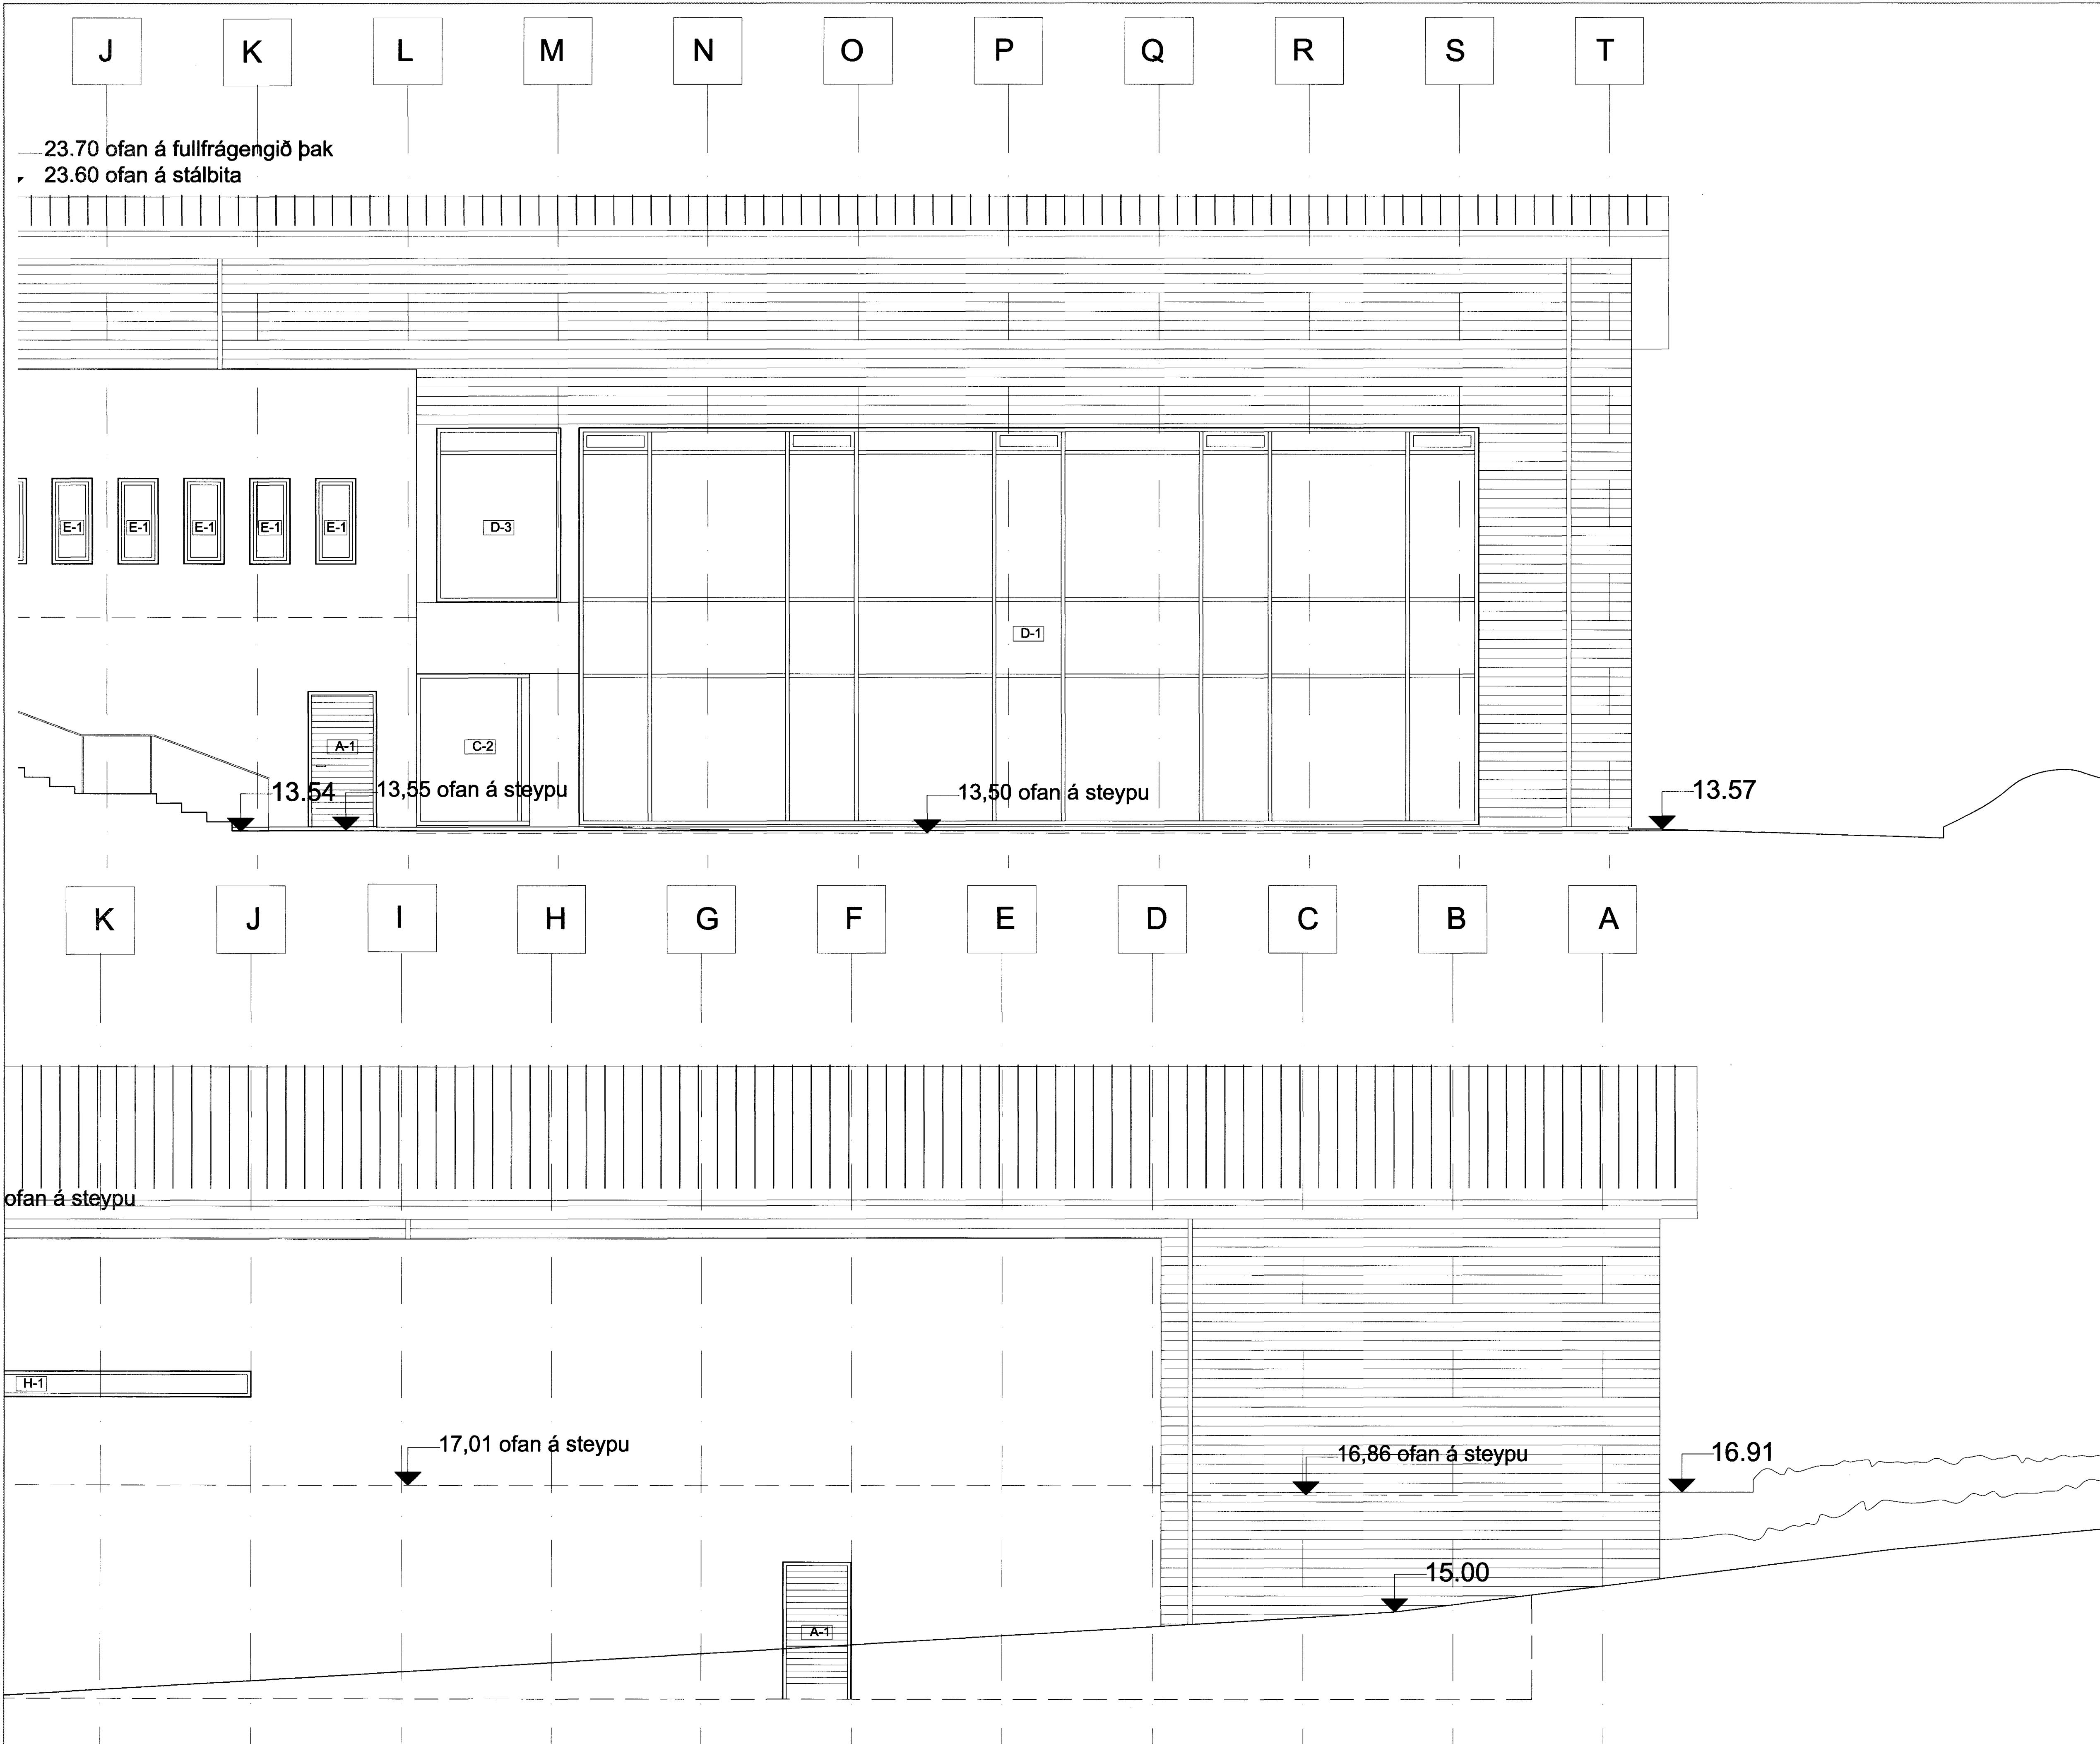 J K L M N O P Q R S T
23.70 ofan á fullfrágengið þak
23.60 ofan á stálbita
E-1 E-1 E-1 E-1 E-1 D-3
D-1
A-1 C-2
13.54 13,55 ofan á steypu 13,50 ofan á steypu 13.57
K J I H G F E D C B A
ofan á steypu
H-1
17,01 ofan á steypu 16,86 ofan á steypu 16.91
15.00
A-1